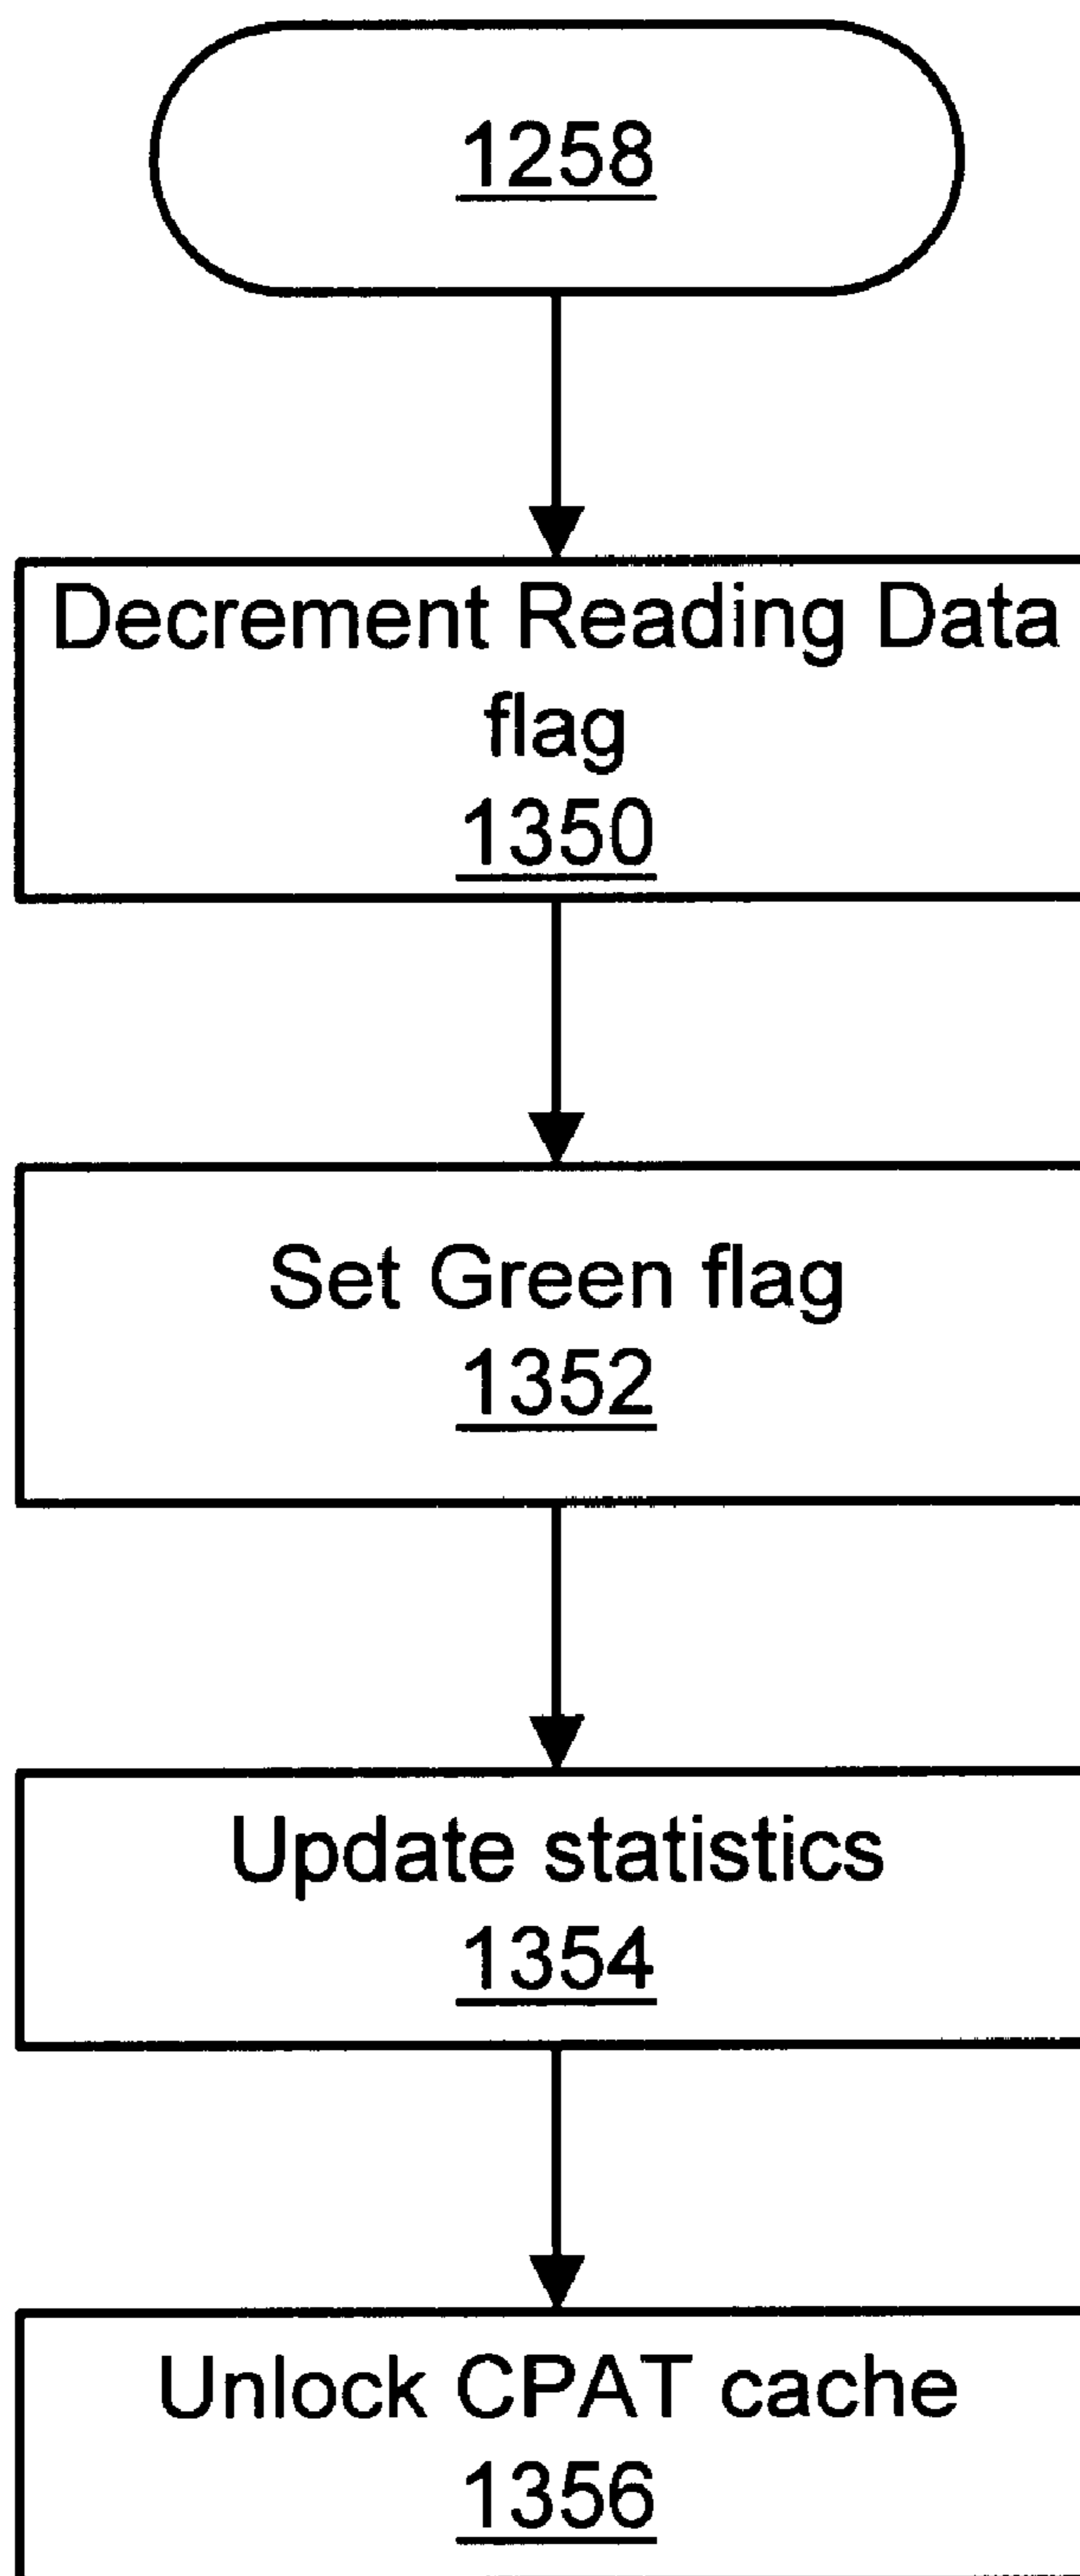 1258
Decrement Reading Data
flag
1350
Set Green flag
1352
Update statistics
1354
Unlock CPAT cache
1356